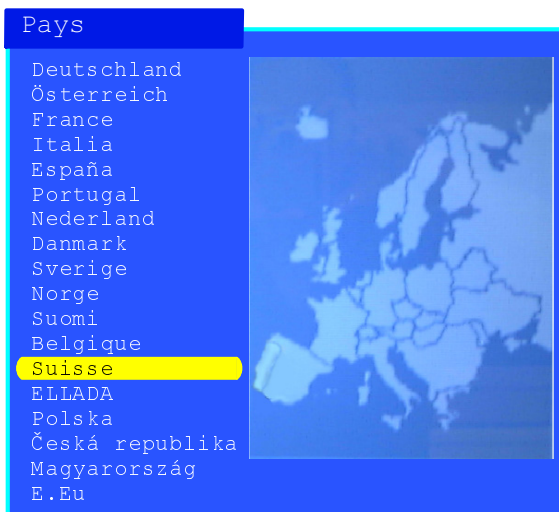 Pays
Deutschland
Österreich
France
Italia
España
Portugal
Nederland
Danmark
Sverige
Norge
Suomi
Belgique
Suisse
ELLADA
Polska
Česká republika
Magyarország
E.Eu